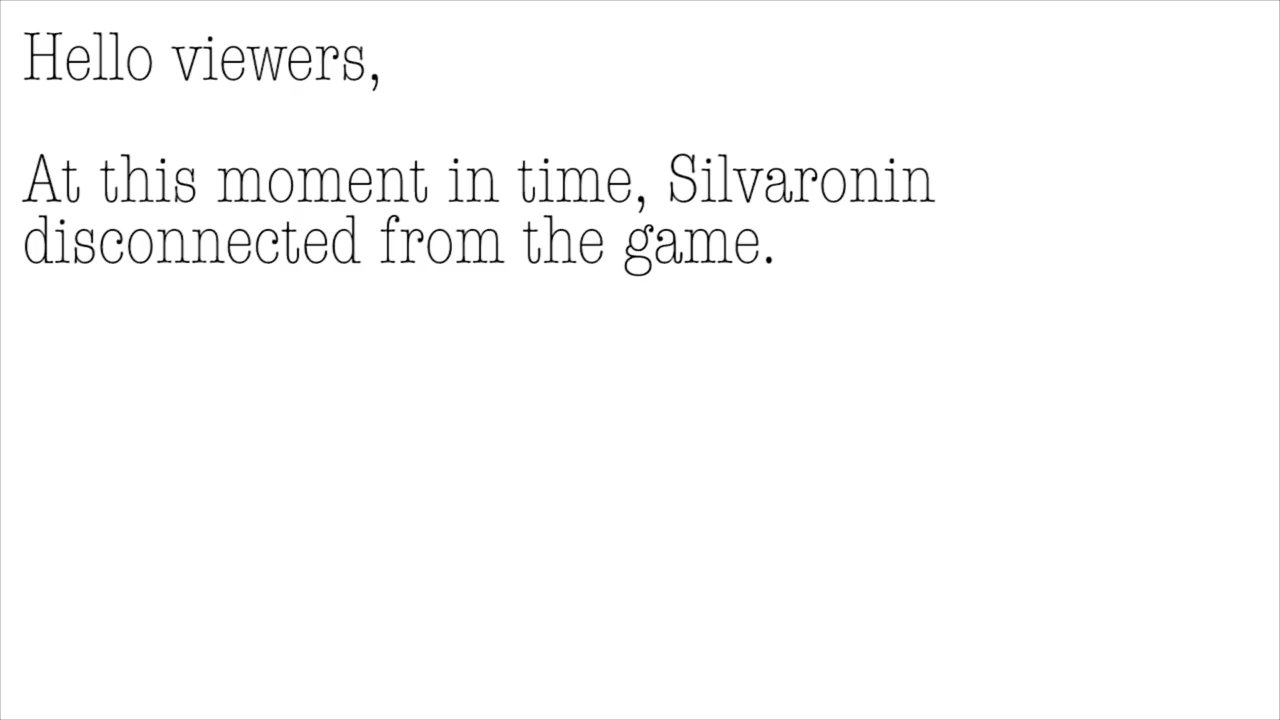 Hello viewers,
At this moment in time, Silvaronin
disconnected from the game.